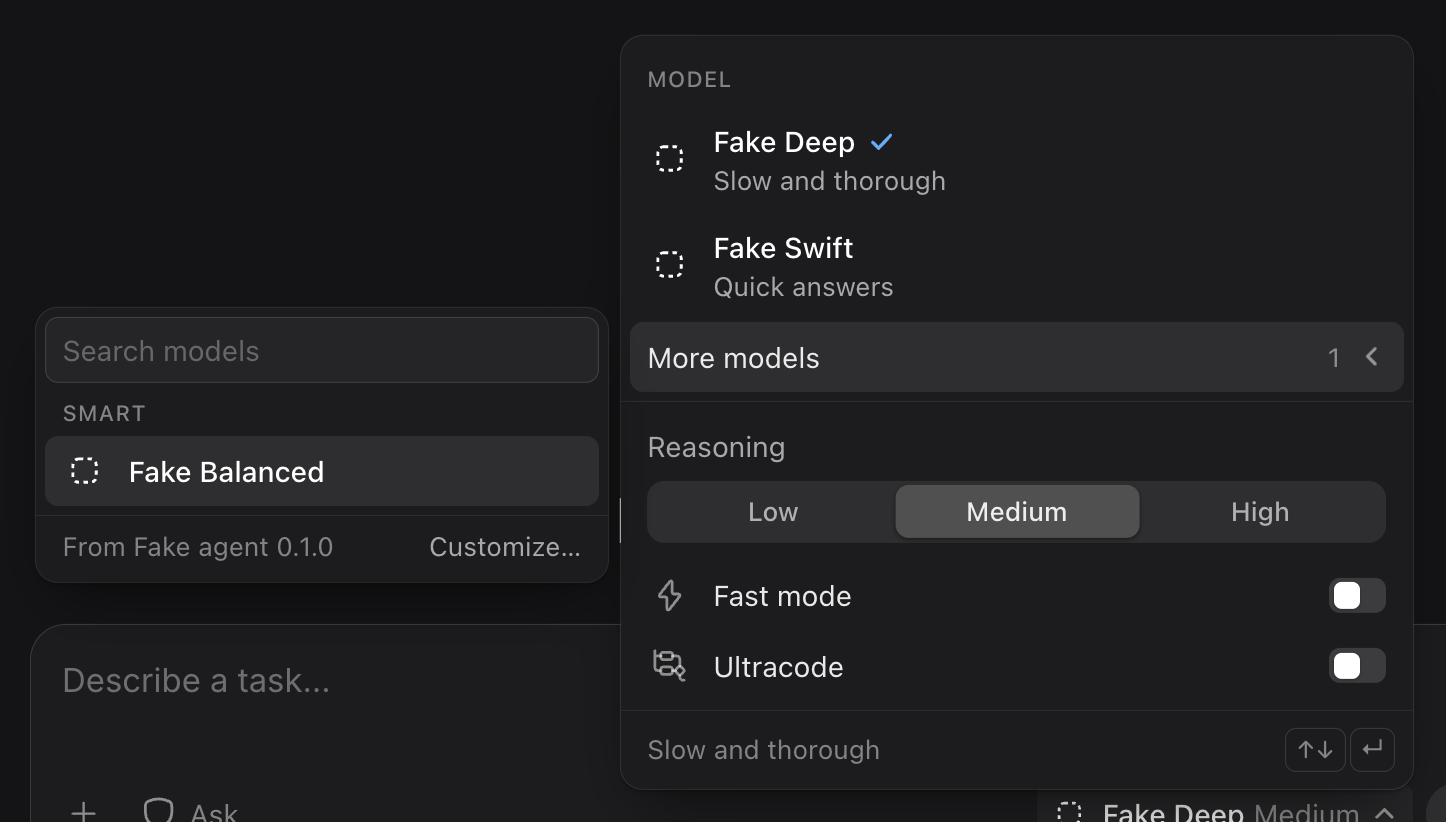 MODEL
Fake Deep
Slow and thorough
Fake Swift
Quick answers
More models 1
Search models
SMART
Fake Balanced
From Fake agent 0.1.0 Customize...
Reasoning
Low Medium High
Fast mode
Ultracode
Slow and thorough
Describe a task...
Ask
Fake Deep Medium